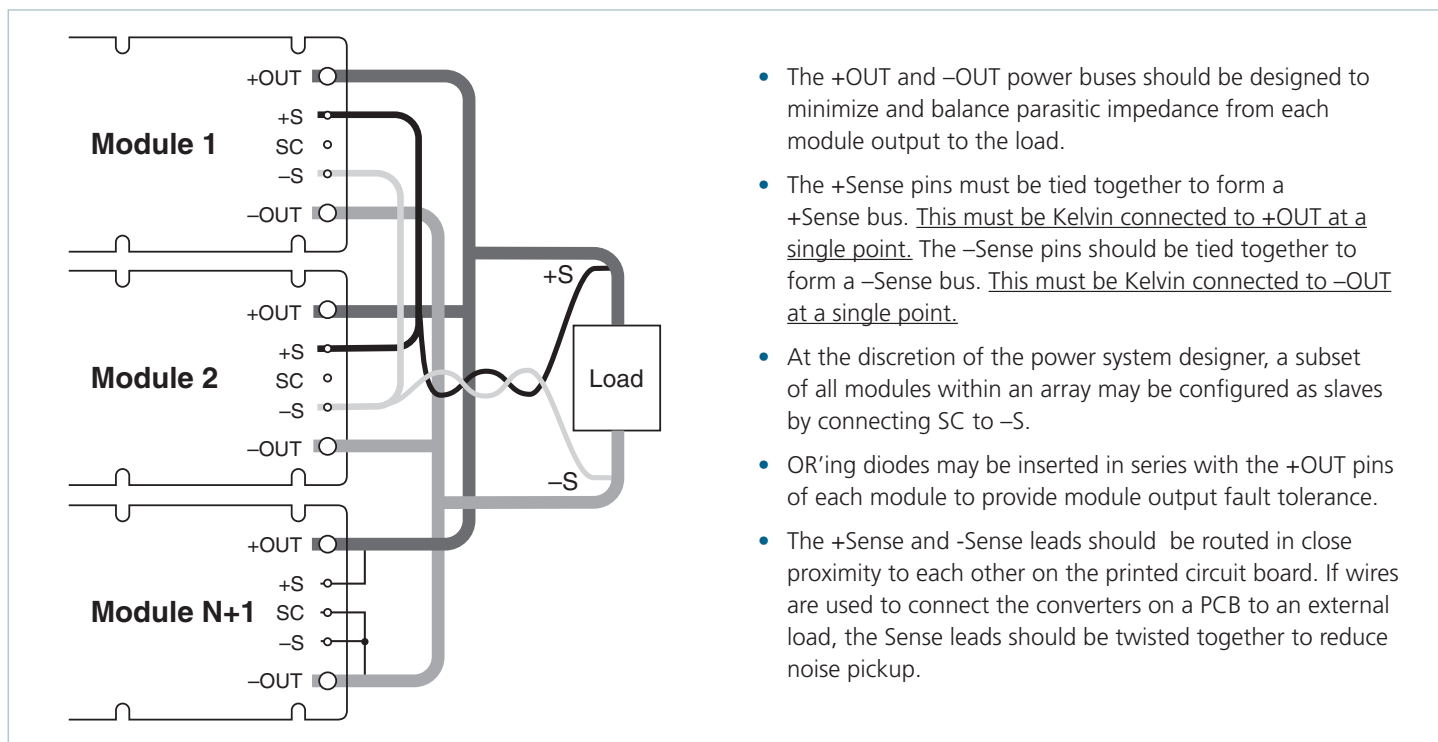 +OUT
+S
Module 1
SC
–S
–OUT
+OUT
+S
Module 2
SC
–S
–OUT
+OUT
+S
Module N+1
SC
–S
–OUT
+S
Load
–S
• The +OUT and –OUT power buses should be designed to
minimize and balance parasitic impedance from each
module output to the load.
• The +Sense pins must be tied together to form a
+Sense bus. This must be Kelvin connected to +OUT at a
single point. The –Sense pins should be tied together to
form a –Sense bus. This must be Kelvin connected to –OUT
at a single point.
• At the discretion of the power system designer, a subset
of all modules within an array may be configured as slaves
by connecting SC to –S.
• OR’ing diodes may be inserted in series with the +OUT pins
of each module to provide module output fault tolerance.
• The +Sense and -Sense leads should  be routed in close
proximity to each other on the printed circuit board. If wires
are used to connect the converters on a PCB to an external
load, the Sense leads should be twisted together to reduce
noise pickup.